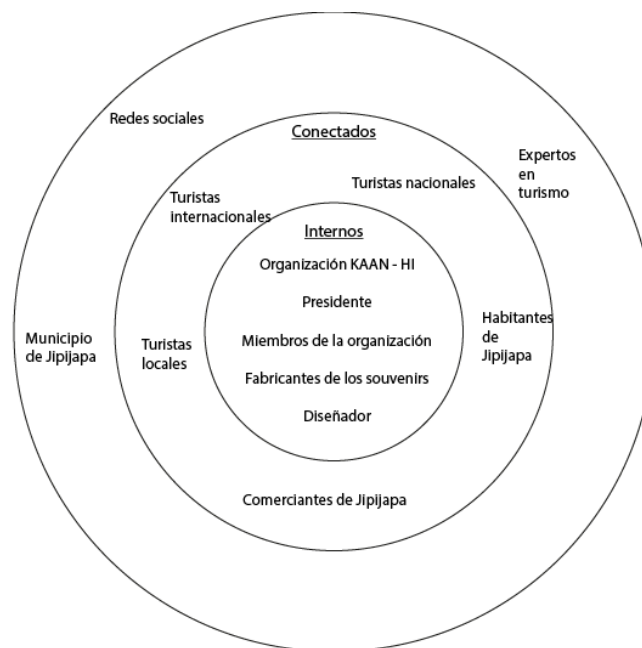 Redes sociales
Conectados
Expertos
en
turismo
Turistas nacionales
Turistas
internacionales
Internos
Organización KAAN - HI
Presidente
Miembros de la organización
Fabricantes de los souvenirs
Diseñador
Habitantes
de
Jipijapa
Municipio
de Jipijapa
Turistas
locales
Comerciantes de Jipijapa